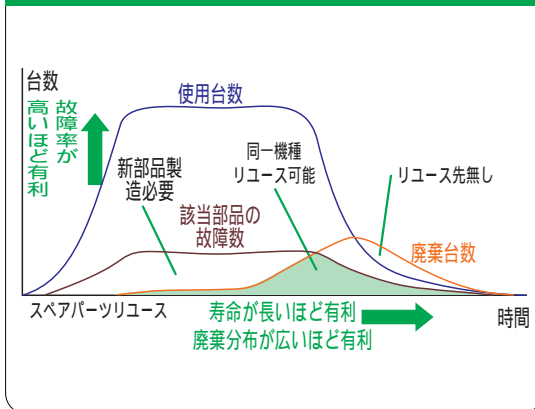 台数
故障率が
高いほど有利
使用台数
新部品製
造必要
同一機種
リユース可能
リユース先無し
該当部品の
故障数
廃棄台数
スペアパーツリユース
寿命が長いほど有利
廃棄分布が広いほど有利
時間